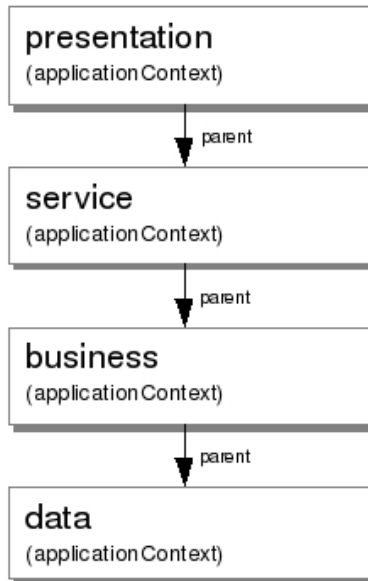 presentation
(applicationContext)
parent
service
(applicationContext)
parent
business
(applicationContext)
parent
data
(applicationContext)